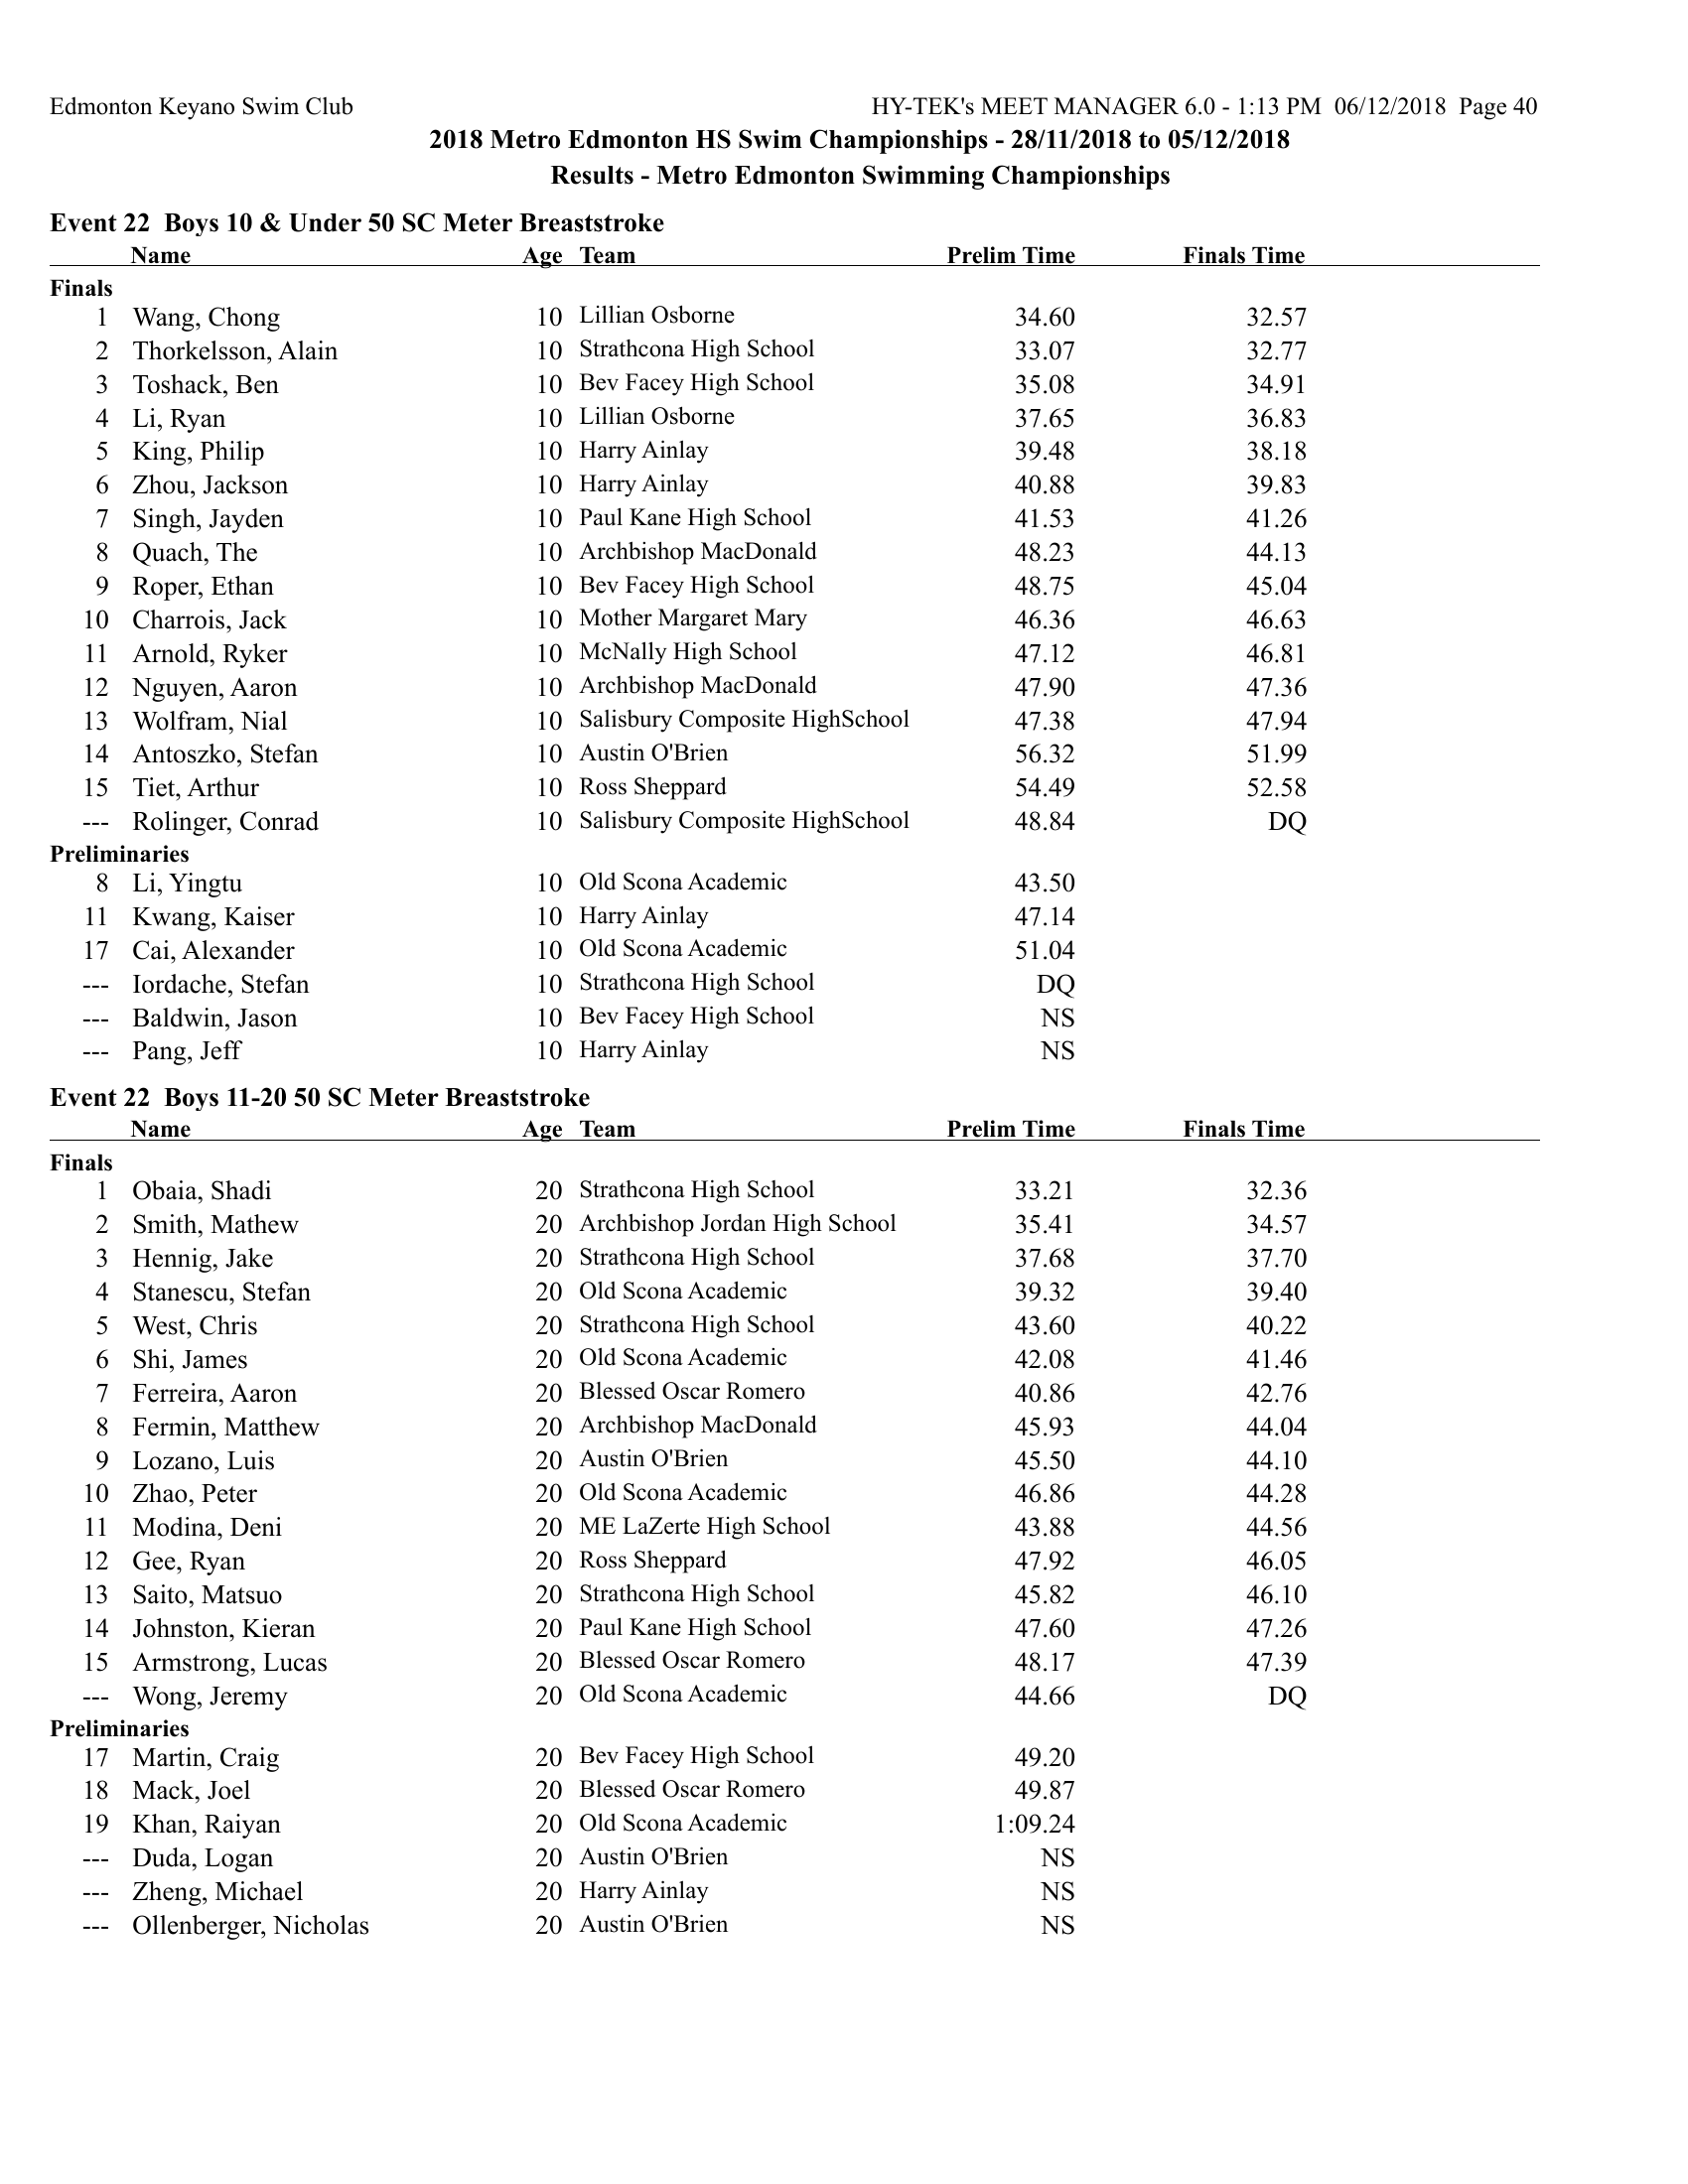 Edmonton Keyano Swim Club HY-TEK's MEET MANAGER 6.0 - 1:13 PM 06/12/2018 Page 40
2018 Metro Edmonton HS Swim Championships - 28/11/2018 to 05/12/2018
Results - Metro Edmonton Swimming Championships
Event 22 Boys 10 & Under 50 SC Meter Breaststroke
Name Age Team Prelim Time Finals Time
Finals
1 Wang, Chong 10 Lillian Osborne 34.60 32.57
2 Thorkelsson, Alain 10 Strathcona High School 33.07 32.77
3 Toshack, Ben 10 Bev Facey High School 35.08 34.91
4 Li, Ryan 10 Lillian Osborne 37.65 36.83
5 King, Philip 10 Harry Ainlay 39.48 38.18
6 Zhou, Jackson 10 Harry Ainlay 40.88 39.83
7 Singh, Jayden 10 Paul Kane High School 41.53 41.26
8 Quach, The 10 Archbishop MacDonald 48.23 44.13
9 Roper, Ethan 10 Bev Facey High School 48.75 45.04
10 Charrois, Jack 10 Mother Margaret Mary 46.36 46.63
11 Arnold, Ryker 10 McNally High School 47.12 46.81
12 Nguyen, Aaron 10 Archbishop MacDonald 47.90 47.36
13 Wolfram, Nial 10 Salisbury Composite HighSchool 47.38 47.94
14 Antoszko, Stefan 10 Austin O'Brien 56.32 51.99
15 Tiet, Arthur 10 Ross Sheppard 54.49 52.58
--- Rolinger, Conrad 10 Salisbury Composite HighSchool 48.84 DQ
Preliminaries
8 Li, Yingtu 10 Old Scona Academic 43.50
11 Kwang, Kaiser 10 Harry Ainlay 47.14
17 Cai, Alexander 10 Old Scona Academic 51.04
--- Iordache, Stefan 10 Strathcona High School DQ
--- Baldwin, Jason 10 Bev Facey High School NS
--- Pang, Jeff 10 Harry Ainlay NS
Event 22 Boys 11-20 50 SC Meter Breaststroke
Name Age Team Prelim Time Finals Time
Finals
1 Obaia, Shadi 20 Strathcona High School 33.21 32.36
2 Smith, Mathew 20 Archbishop Jordan High School 35.41 34.57
3 Hennig, Jake 20 Strathcona High School 37.68 37.70
4 Stanescu, Stefan 20 Old Scona Academic 39.32 39.40
5 West, Chris 20 Strathcona High School 43.60 40.22
6 Shi, James 20 Old Scona Academic 42.08 41.46
7 Ferreira, Aaron 20 Blessed Oscar Romero 40.86 42.76
8 Fermin, Matthew 20 Archbishop MacDonald 45.93 44.04
9 Lozano, Luis 20 Austin O'Brien 45.50 44.10
10 Zhao, Peter 20 Old Scona Academic 46.86 44.28
11 Modina, Deni 20 ME LaZerte High School 43.88 44.56
12 Gee, Ryan 20 Ross Sheppard 47.92 46.05
13 Saito, Matsuo 20 Strathcona High School 45.82 46.10
14 Johnston, Kieran 20 Paul Kane High School 47.60 47.26
15 Armstrong, Lucas 20 Blessed Oscar Romero 48.17 47.39
--- Wong, Jeremy 20 Old Scona Academic 44.66 DQ
Preliminaries
17 Martin, Craig 20 Bev Facey High School 49.20
18 Mack, Joel 20 Blessed Oscar Romero 49.87
19 Khan, Raiyan 20 Old Scona Academic 1:09.24
--- Duda, Logan 20 Austin O'Brien NS
--- Zheng, Michael 20 Harry Ainlay NS
--- Ollenberger, Nicholas 20 Austin O'Brien NS